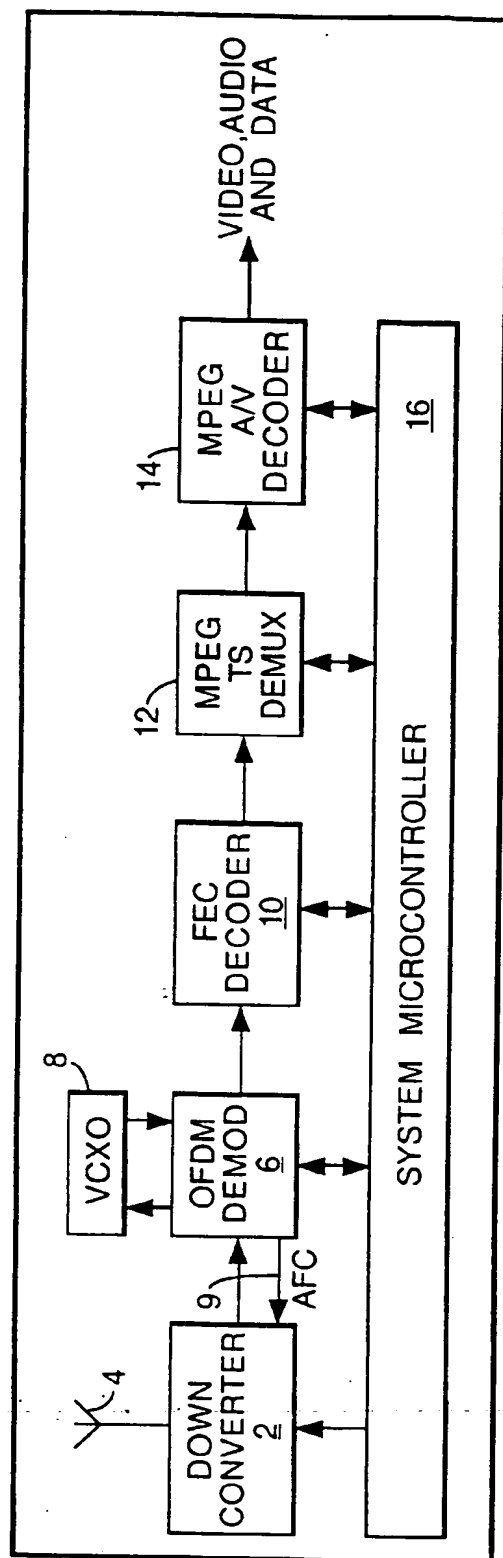 4
DOWN
CONVERTER
2
9
AFC
8
VCXO
OFDM
DEMOD
6
FEC
DECODER
10
12
MPEG
TS
DEMUX
14
MPEG
A/V
DECODER
VIDEO,AUDIO
AND DATA
SYSTEM MICROCONTROLLER
16